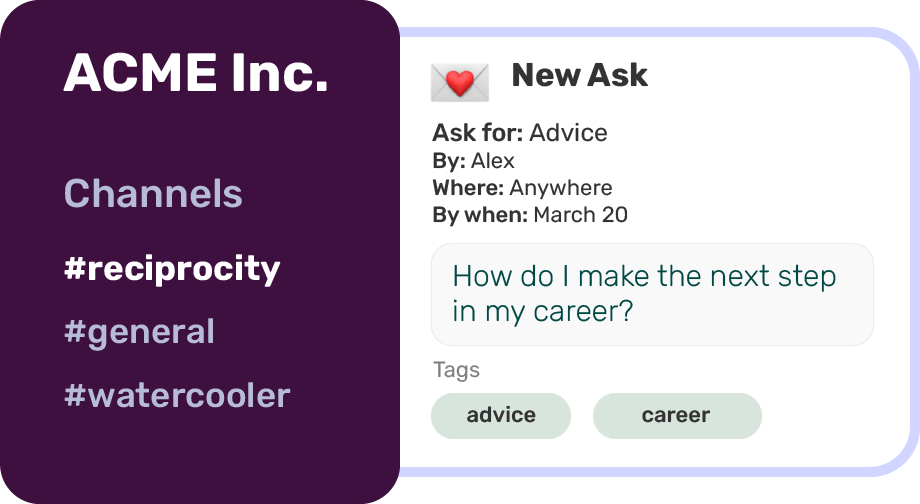 ACME Inc.
Channels
#reciprocity
#general
#watercooler
New Ask
Ask for: Advice
By: Alex
Where: Anywhere
By when: March 20
How do I make the next step
in my career?
Tags
advice
career